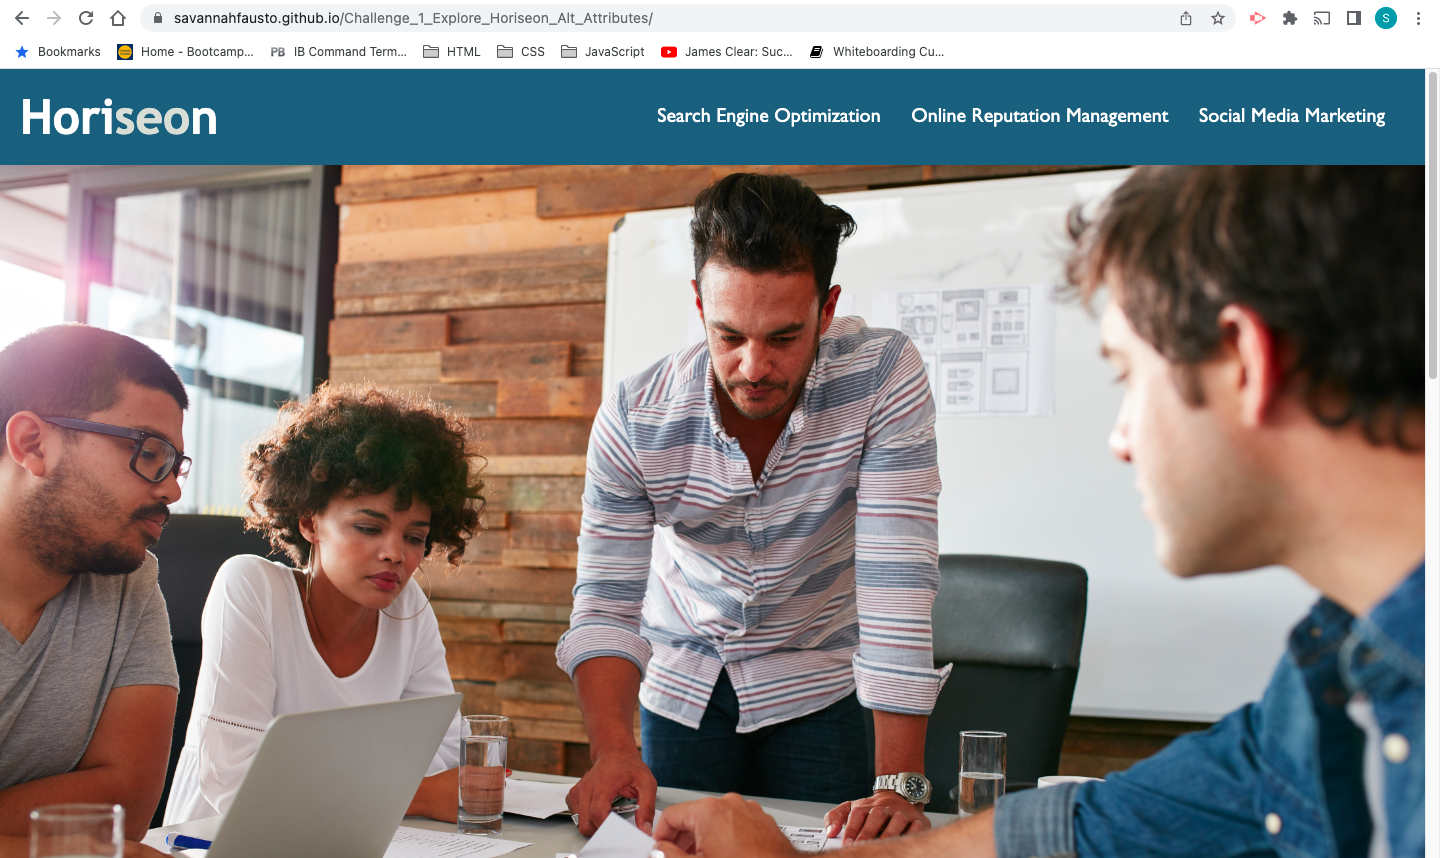 savannahfausto.github.io/Challenge_1_Explore_Horiseon_Alt_Attributes/
S
Bookmarks
Home - Bootcamp...
PB IB Command Term...
HTML
CSS
JavaScript
James Clear: Suc...
Whiteboarding Cu...
Horiseon
Search Engine Optimization
Online Reputation Management
Social Media Marketing